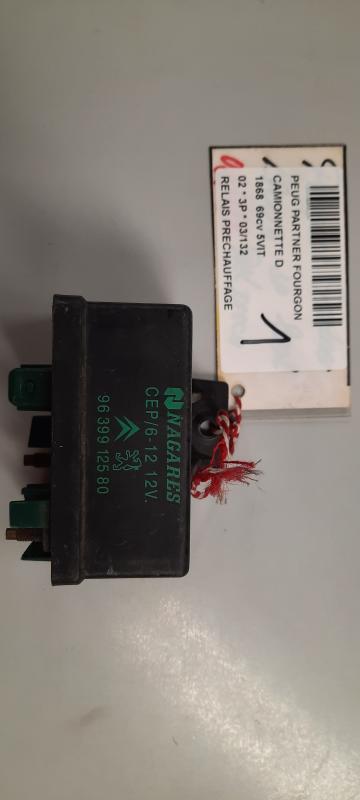 PEUG PARTNER FOURGON
CAMIONNETTE D
1868 69cv 5VIT
02 * 3P * 03/132
RELAIS PRECHAUFFAGE
1
NAGARES
CEP/6-12 12V.
96 399 125 80